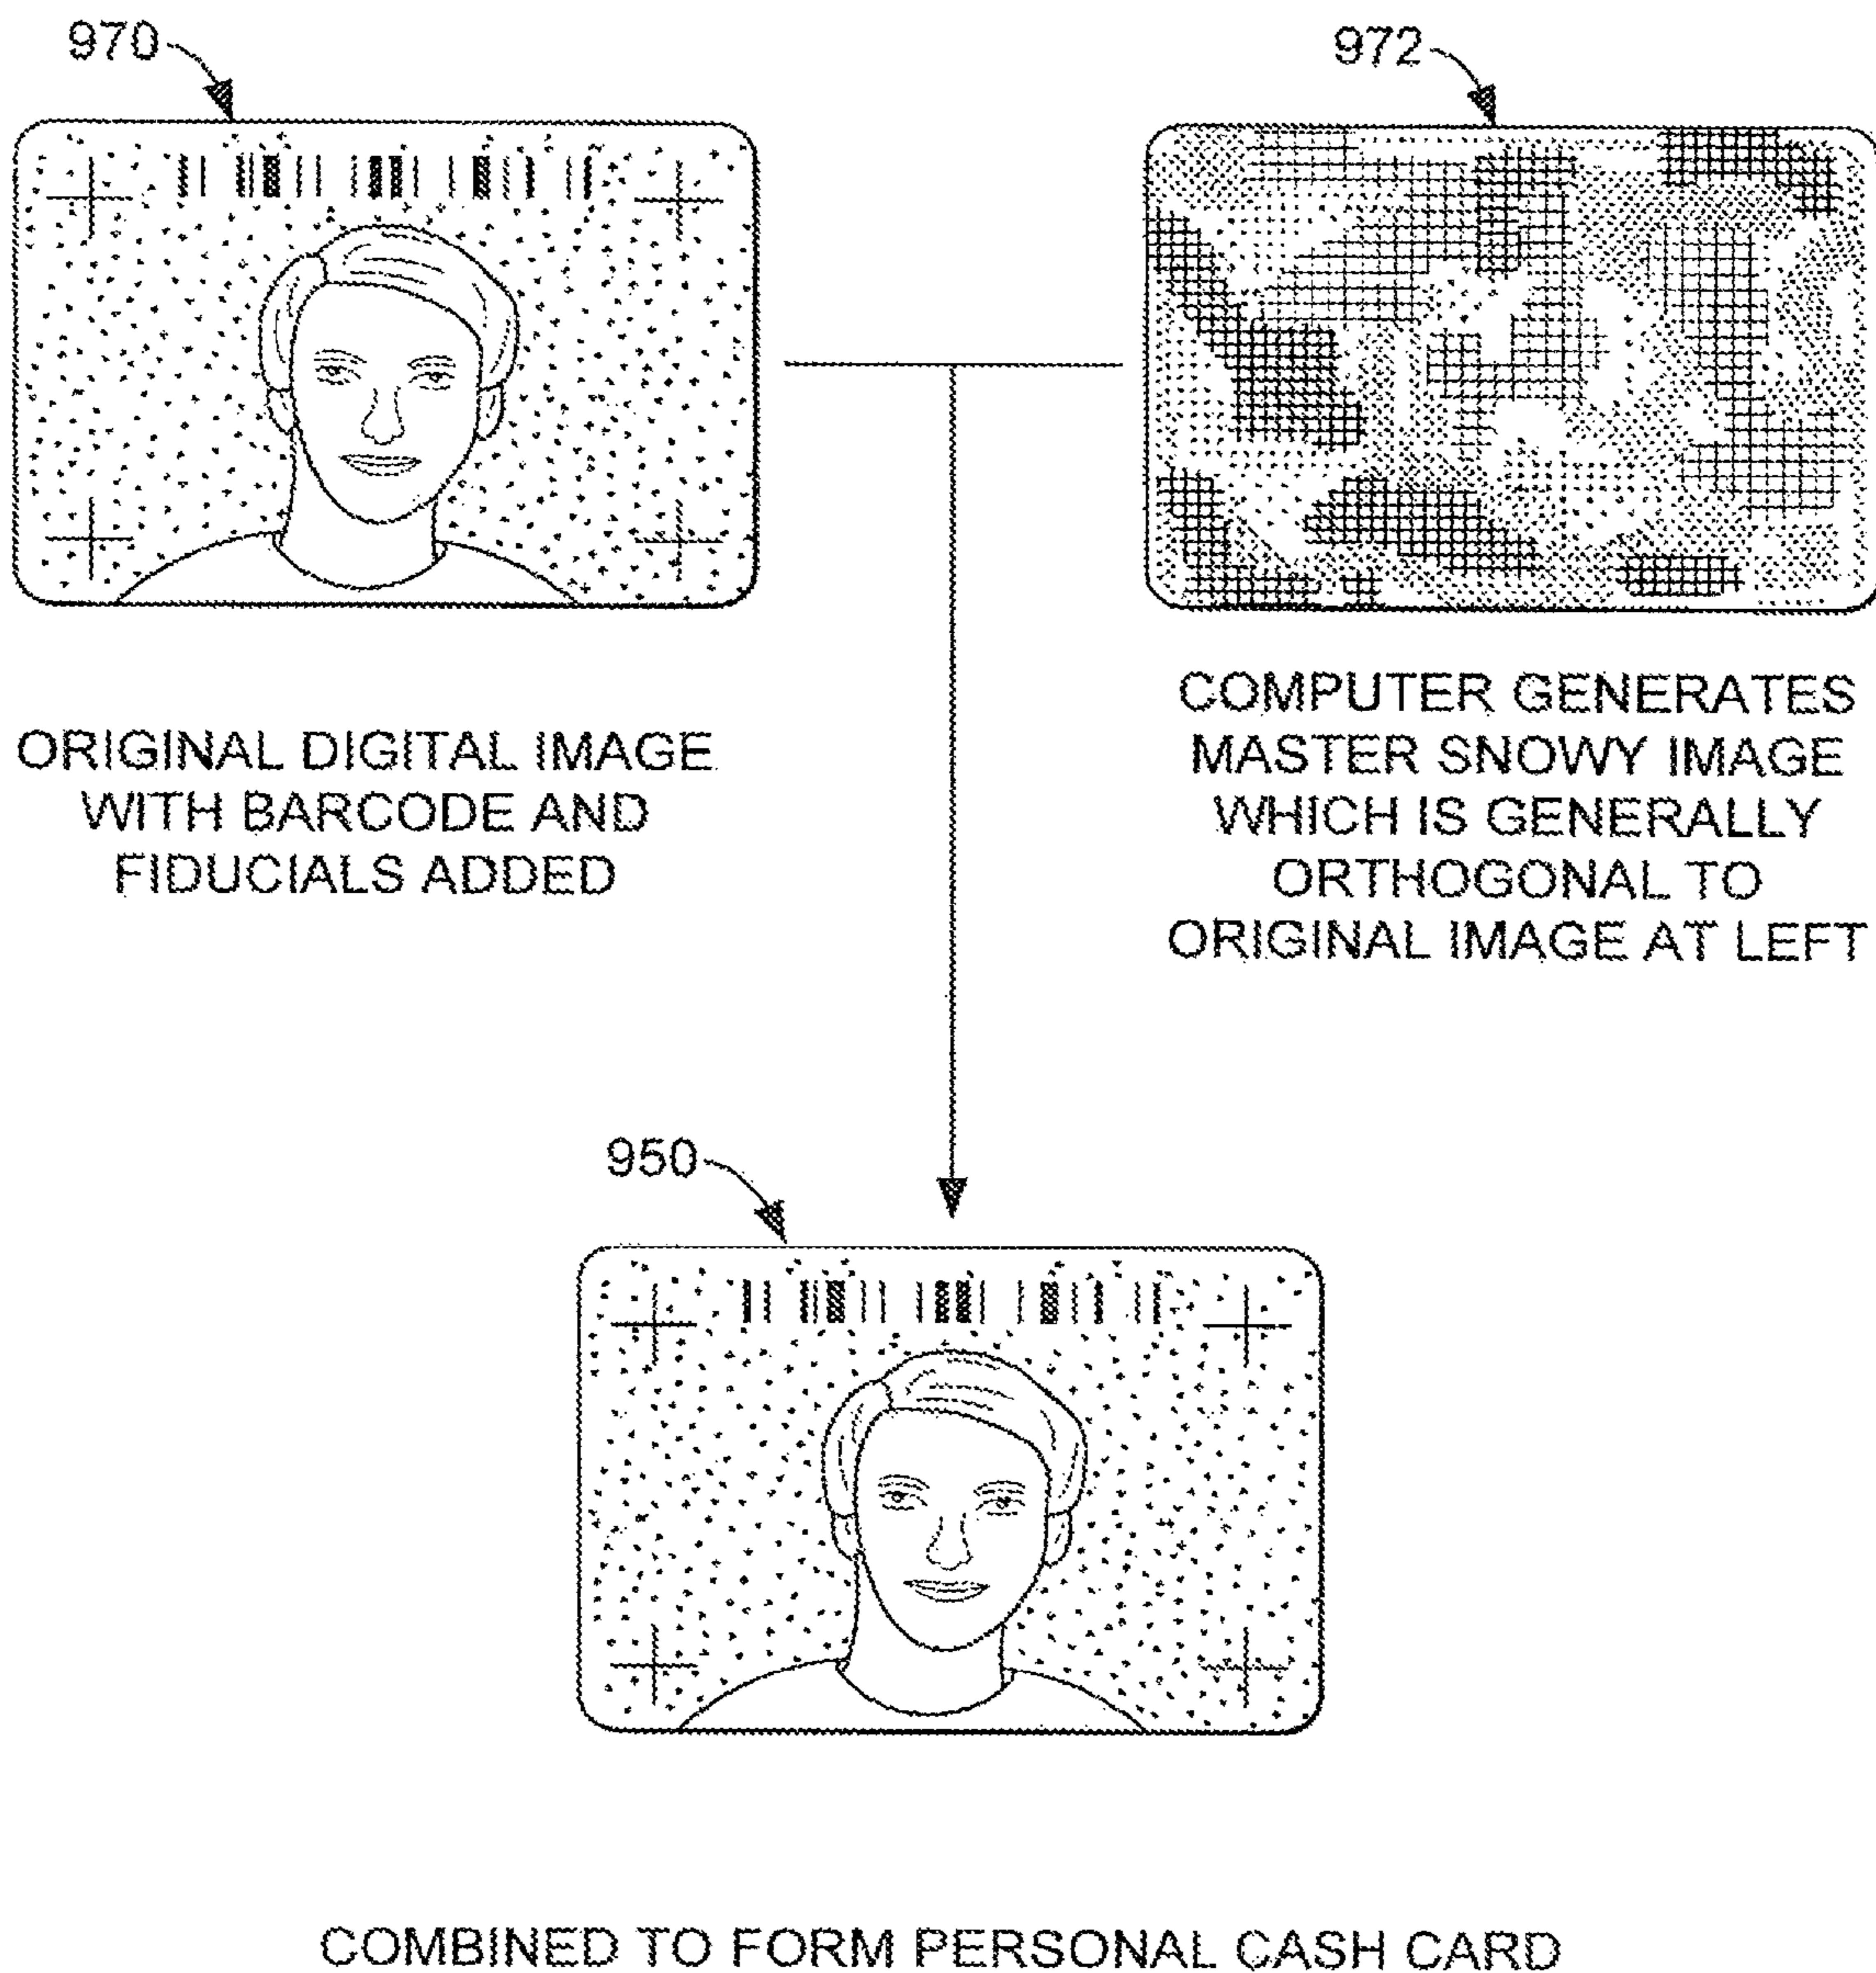 970
972
ORIGINAL DIGITAL IMAGE
WITH BARCODE AND
FIDUCIALS ADDED
COMPUTER GENERATES
MASTER SNOWY IMAGE
WHICH IS GENERALLY
ORTHOGONAL TO
ORIGINAL IMAGE AT LEFT
950
COMBINED TO FORM PERSONAL CASH CARD